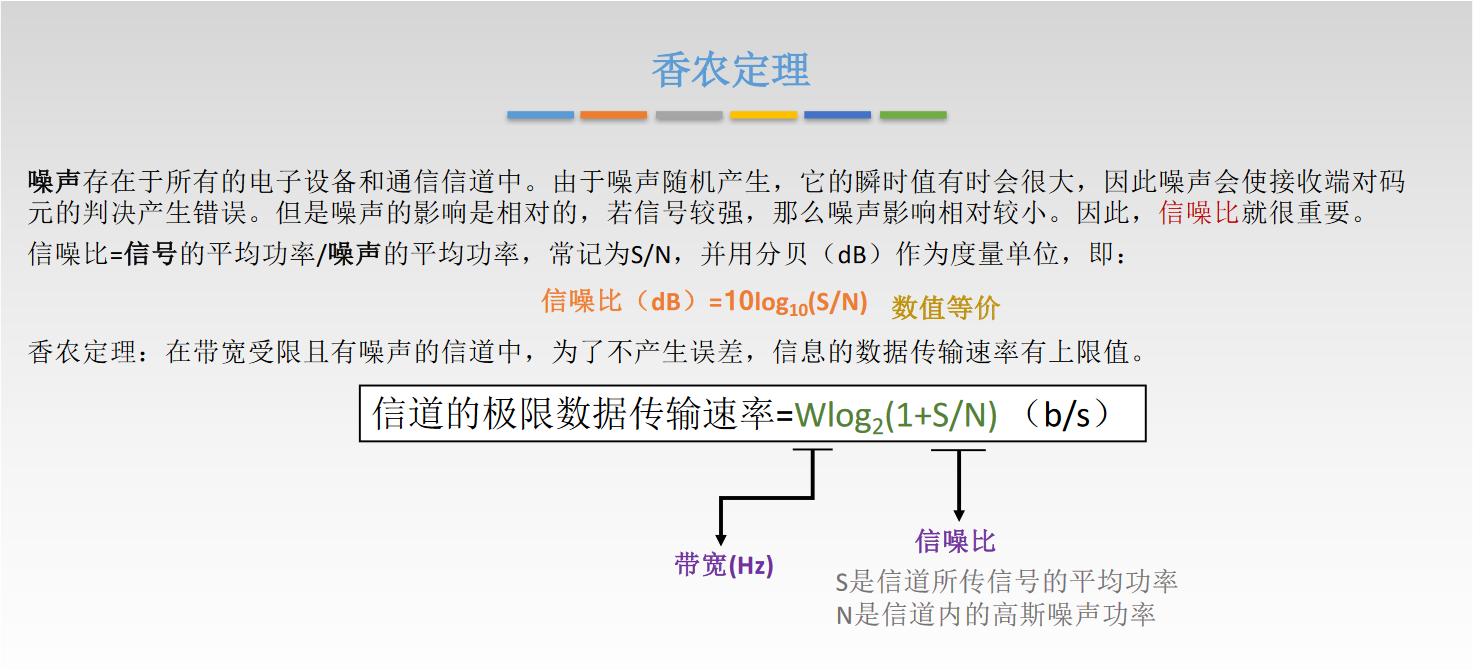 香农定理
噪声存在于所有的电子设备和通信信道中。由于噪声随机产生，它的瞬时值有时会很大，因此噪声会使接收端对码
元的判决产生错误。但是噪声的影响是相对的，若信号较强，那么噪声影响相对较小。因此，信噪比就很重要。
信噪比=信号的平均功率/噪声的平均功率，常记为S/N，并用分贝（dB）作为度量单位，即：
信噪比（dB）=10log₁₀(S/N) 数值等价
香农定理：在带宽受限且有噪声的信道中，为了不产生误差，信息的数据传输速率有上限值。
信道的极限数据传输速率=Wlog₂(1+S/N)（b/s）
信噪比
带宽(Hz)
S是信道所传信号的平均功率
N是信道内的高斯噪声功率